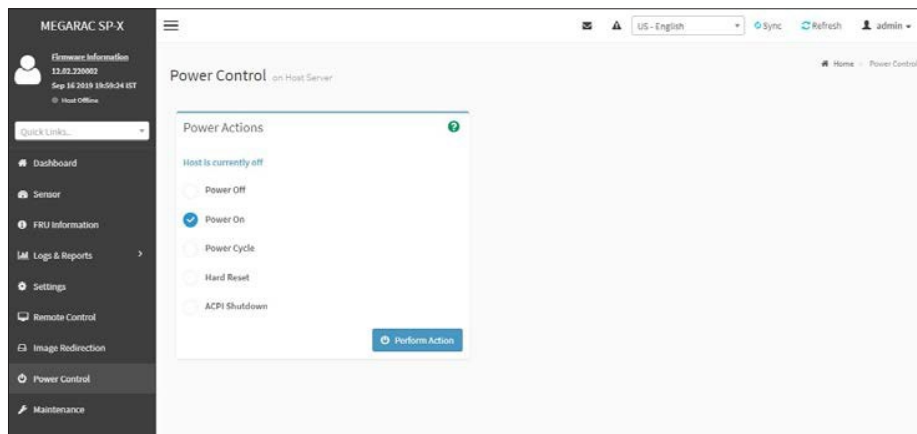 MEGARAC SP-X
US - English
Sync
Refresh
admin
Firmware Information
12.02.220002
Sep 16 2019 19:59:24 IST
Host Offline
Quick Links...
Dashboard
Sensor
FRU Information
Logs & Reports
Settings
Remote Control
Image Redirection
Power Control
Maintenance
Power Control on Host Server
Home Power Control
Power Actions
Host is currently off
Power Off
Power On
Power Cycle
Hard Reset
ACPI Shutdown
Perform Action